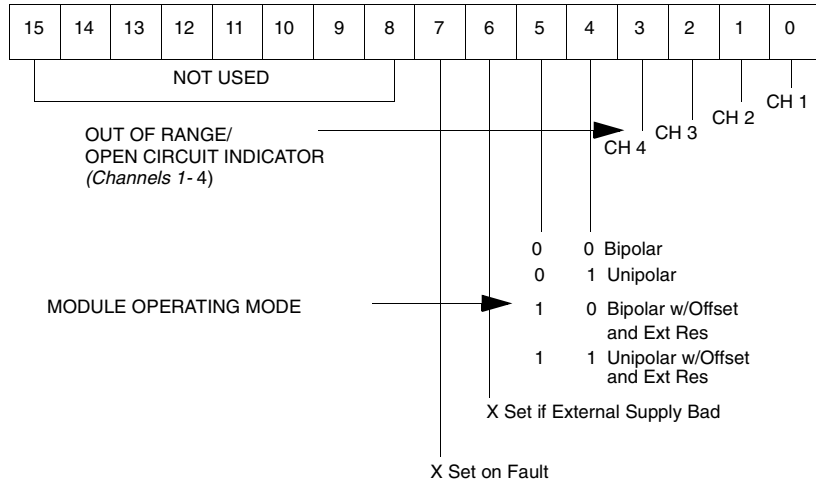 15 14 13 12 11 10 9 8 7 6 5 4 3 2 1 0
NOT USED
CH 1
CH 2
CH 3
CH 4
OUT OF RANGE/
OPEN CIRCUIT INDICATOR
(Channels 1- 4)
0 0 Bipolar
0 1 Unipolar
MODULE OPERATING MODE
1 0 Bipolar w/Offset
and Ext Res
1 1 Unipolar w/Offset
and Ext Res
X Set if External Supply Bad
X Set on Fault